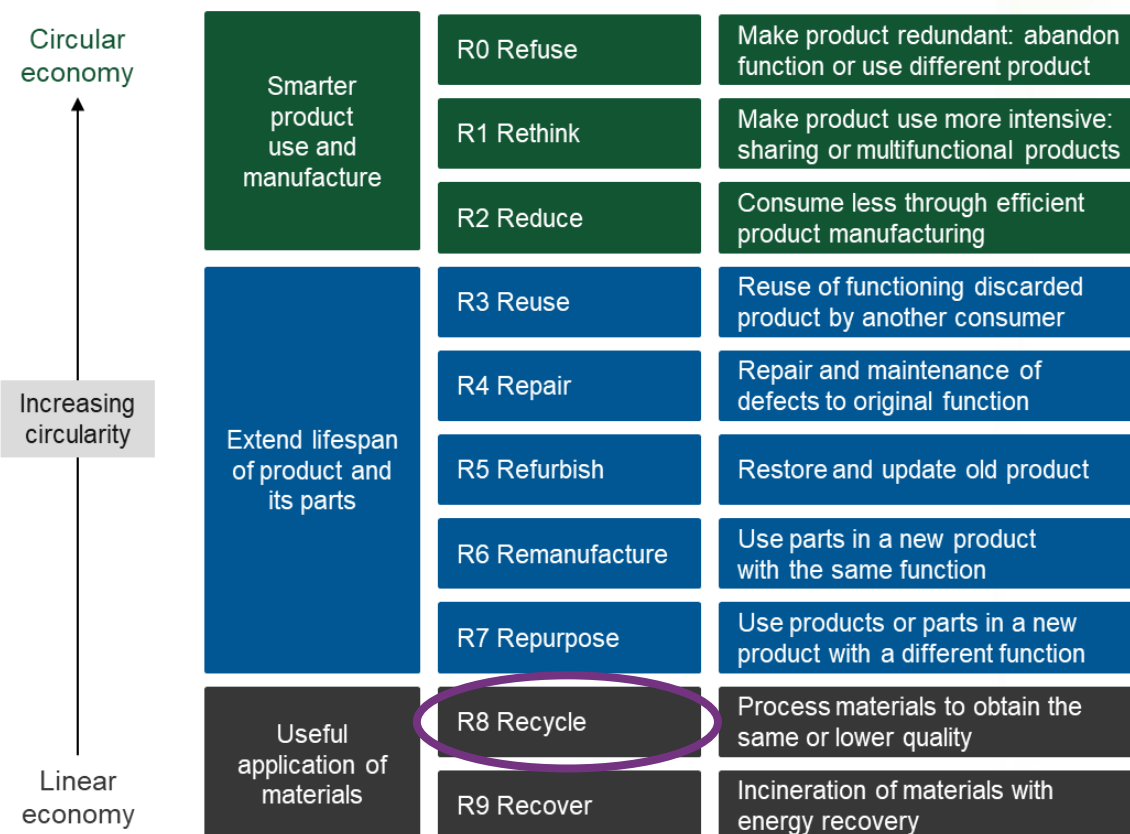 Circular
economy
Increasing
circularity
Linear
economy
Smarter
product
use and
manufacture
R0 Refuse
Make product redundant: abandon
function or use different product
R1 Rethink
Make product use more intensive:
sharing or multifunctional products
R2 Reduce
Consume less through efficient
product manufacturing
Extend lifespan
of product and
its parts
R3 Reuse
Reuse of functioning discarded
product by another consumer
R4 Repair
Repair and maintenance of
defects to original function
R5 Refurbish
Restore and update old product
R6 Remanufacture
Use parts in a new product
with the same function
R7 Repurpose
Use products or parts in a new
product with a different function
Useful
application of
materials
R8 Recycle
Process materials to obtain the
same or lower quality
R9 Recover
Incineration of materials with
energy recovery